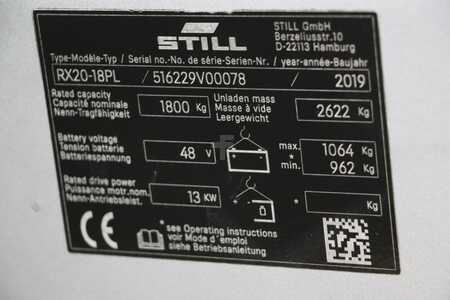 STILL
STILL GmbH
Berzeliusstr.10
D-22113 Hamburg
Type-Modèle-Typ / Serial no.-No. de série-Serien-Nr. / year-année-Baujahr
RX20-18PL / 516229V00078 / 2019
Rated capacity
Capacité nominale
Nenn-Tragfähigkeit
1800 Kg
Unladen mass
Masse à vide
Leergewicht
2622 Kg
Battery voltage
Tension batterie
Batteriespannung
48 V
max. 1064 Kg
*
min. 962 Kg
Rated drive power
Puissance motr.nom.
Nenn-Antriebsleist.
13 KW
* Kg
CE
*see Operating instructions
voir Mode d'emploi
siehe Betriebsanleitung